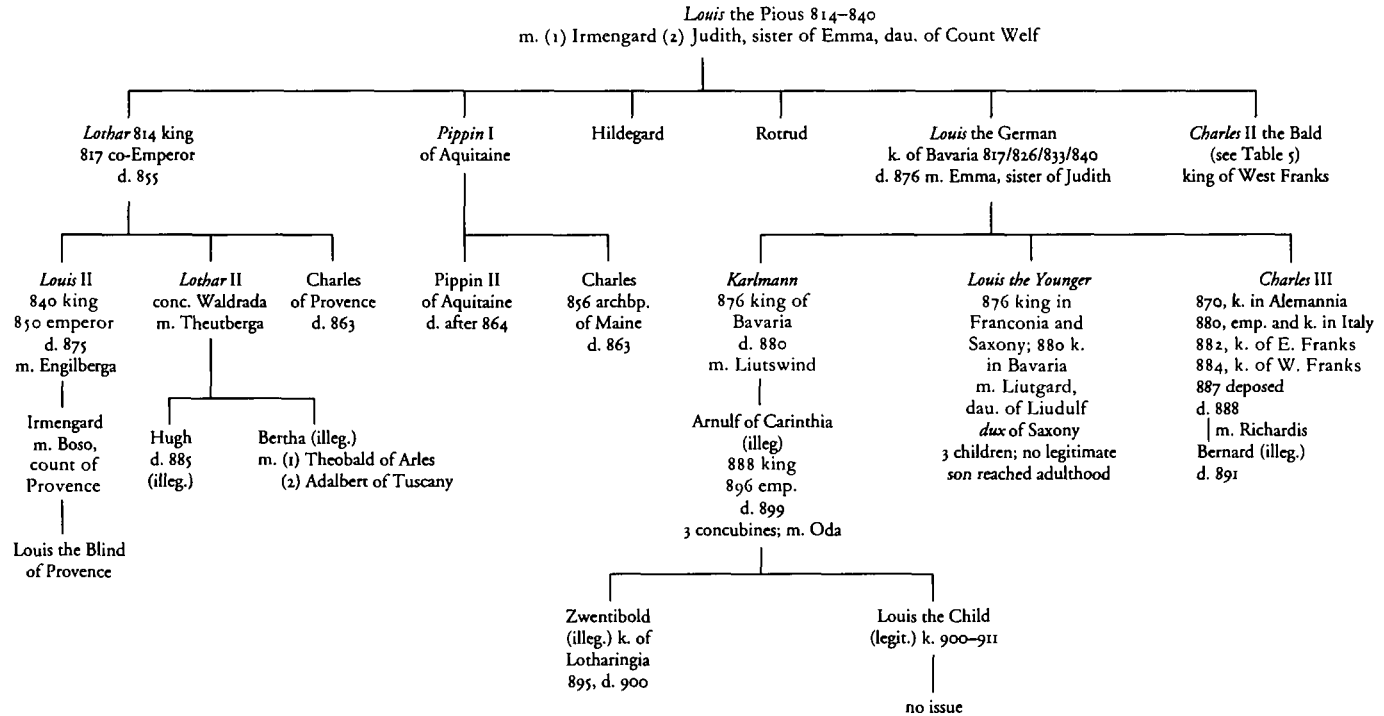 Louis the Pious 814–840
m. (1) Irmengard (2) Judith, sister of Emma, dau. of Count Welf
Lothar 814 king
817 co-Emperor
d. 855
Pippin I
of Aquitaine
Hildegard
Rotrud
Louis the German
k. of Bavaria 817/826/833/840
d. 876 m. Emma, sister of Judith
Charles II the Bald
(see Table 5)
king of West Franks
Louis II
840 king
850 emperor
d. 875
m. Engilberga
Lothar II
conc. Waldrada
m. Theutberga
Charles
of Provence
d. 863
Pippin II
of Aquitaine
d. after 864
Charles
856 archbp.
of Maine
d. 863
Karlmann
876 king of
Bavaria
d. 880
m. Liutswind
Louis the Younger
876 king in
Franconia and
Saxony; 880 k.
in Bavaria
m. Liutgard,
dau. of Liudulf
dux of Saxony
3 children; no legitimate
son reached adulthood
Charles III
870, k. in Alemannia
880, emp. and k. in Italy
882, k. of E. Franks
884, k. of W. Franks
887 deposed
d. 888
m. Richardis
Bernard (illeg.)
d. 891
Irmengard
m. Boso,
count of
Provence
Hugh
d. 885
(illeg.)
Bertha (illeg.)
m. (1) Theobald of Arles
(2) Adalbert of Tuscany
Arnulf of Carinthia
(illeg)
888 king
896 emp.
d. 899
3 concubines; m. Oda
Louis the Blind
of Provence
Zwentibold
(illeg.) k. of
Lotharingia
895, d. 900
Louis the Child
(legit.) k. 900–911
no issue